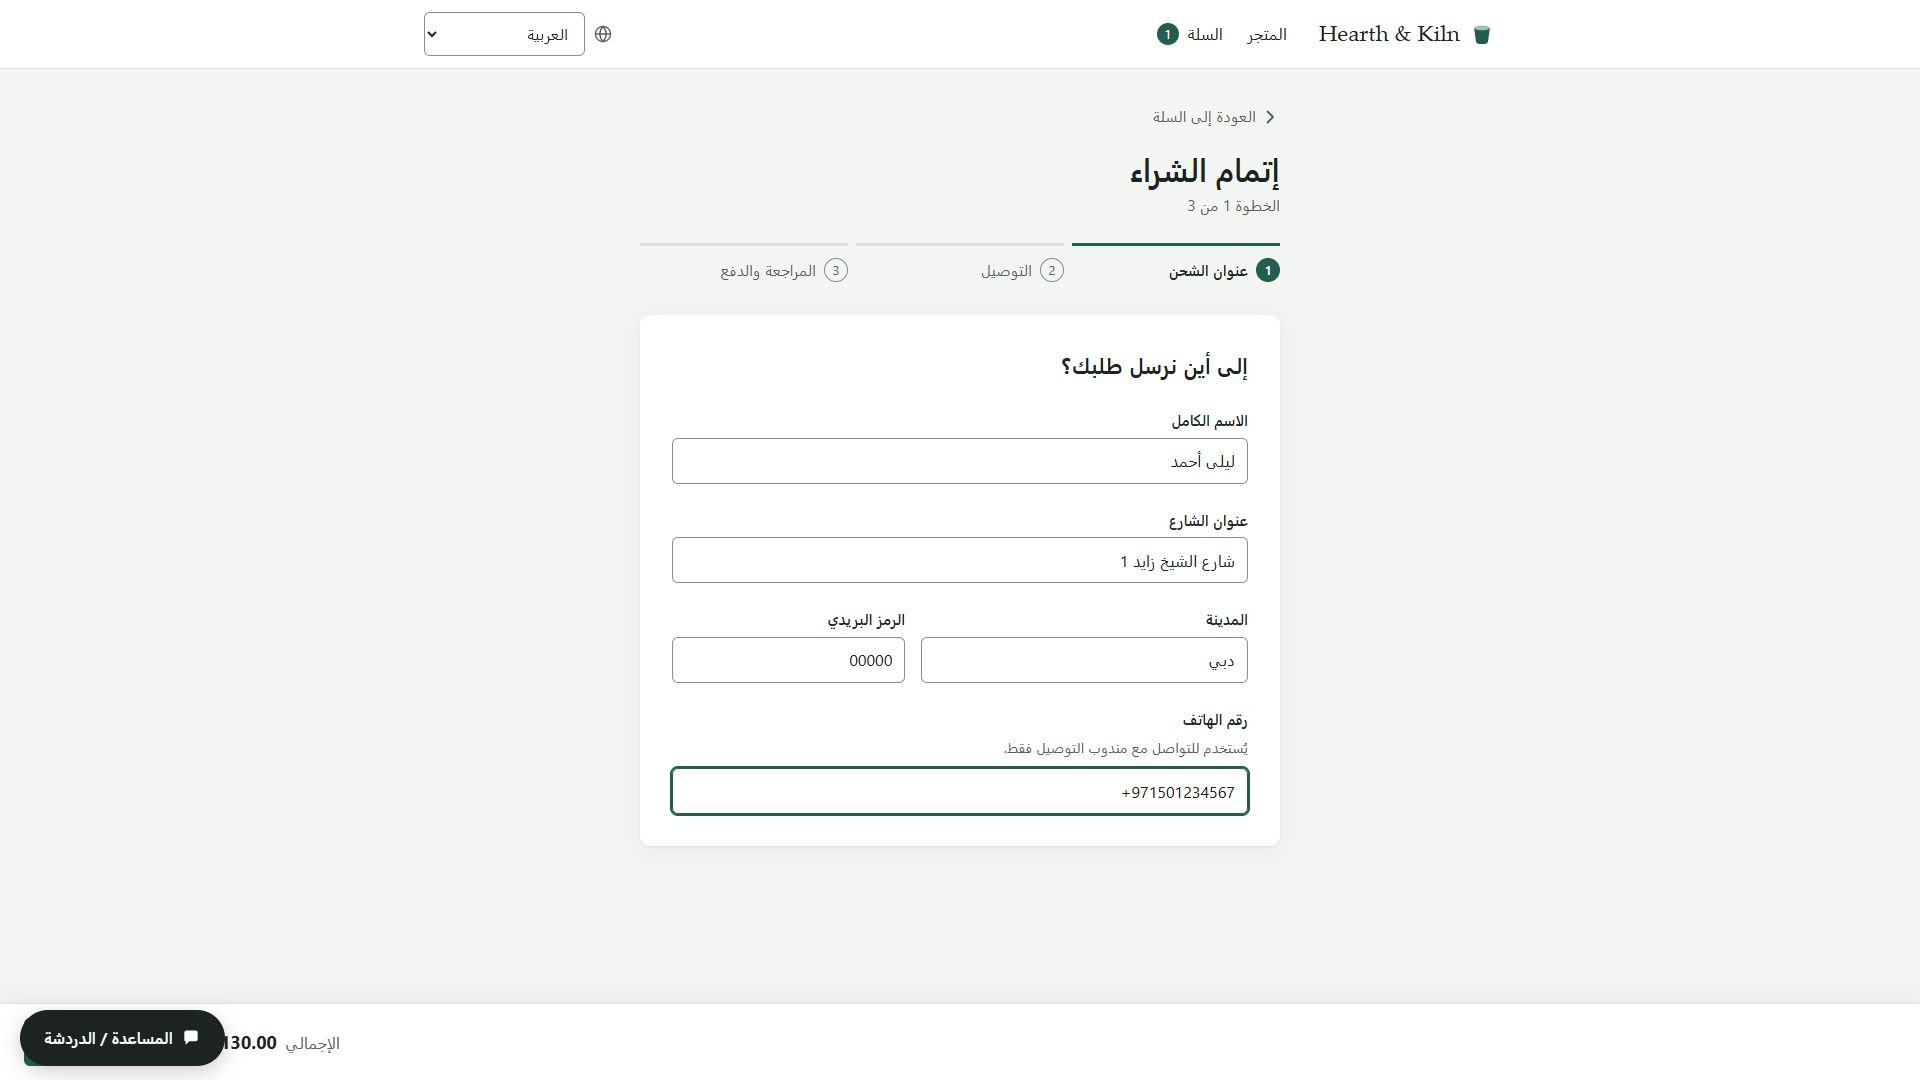 Hearth & Kiln
المتجر
السلة 1
العربية
العودة إلى السلة
إتمام الشراء
الخطوة 1 من 3
1 عنوان الشحن
2 التوصيل
3 المراجعة والدفع
إلى أين نرسل طلبك؟
الاسم الكامل
ليلى أحمد
عنوان الشارع
شارع الشيخ زايد 1
المدينة
دبي
الرمز البريدي
00000
رقم الهاتف
يُستخدم للتواصل مع مندوب التوصيل فقط.
971501234567+
الإجمالي 130.00
المساعدة / الدردشة